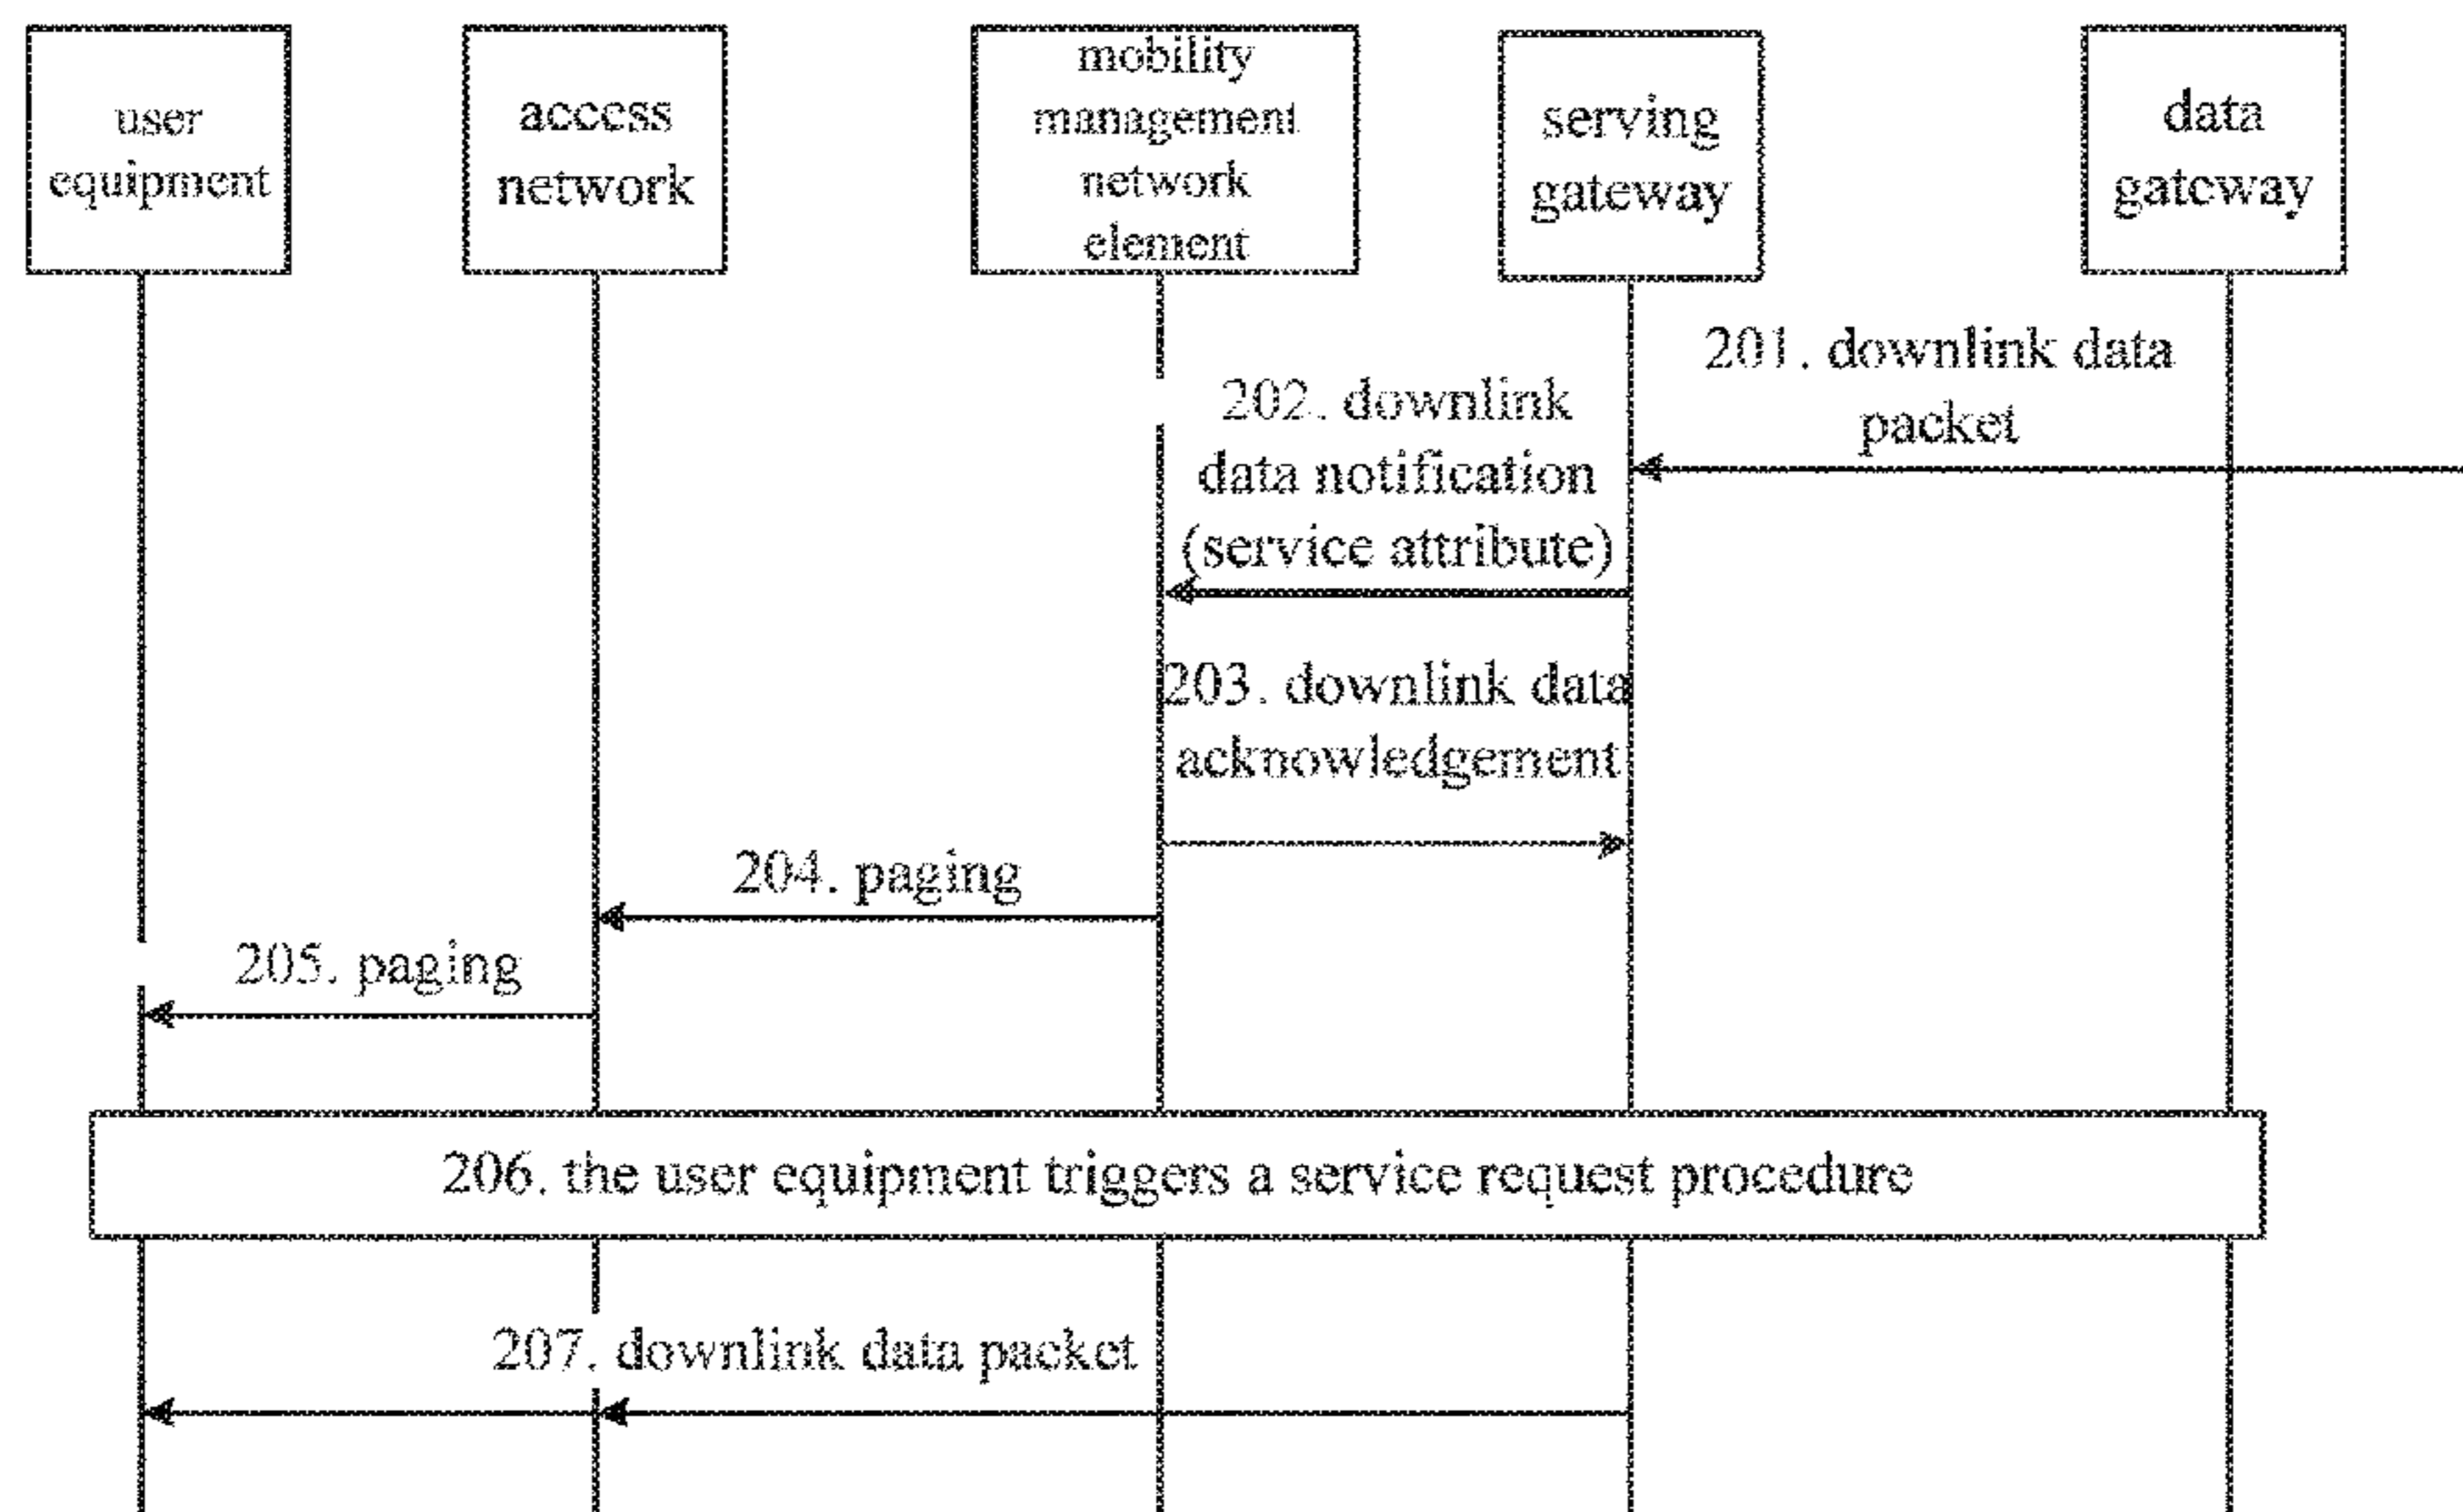 user
equipment
access
network
mobility
management
network
element
serving
gateway
data
gateway
201. downlink data
packet
202. downlink
data notification
(service attribute)
203. downlink data
acknowledgement
204. paging
205. paging
206. the user equipment triggers a service request procedure
207. downlink data packet